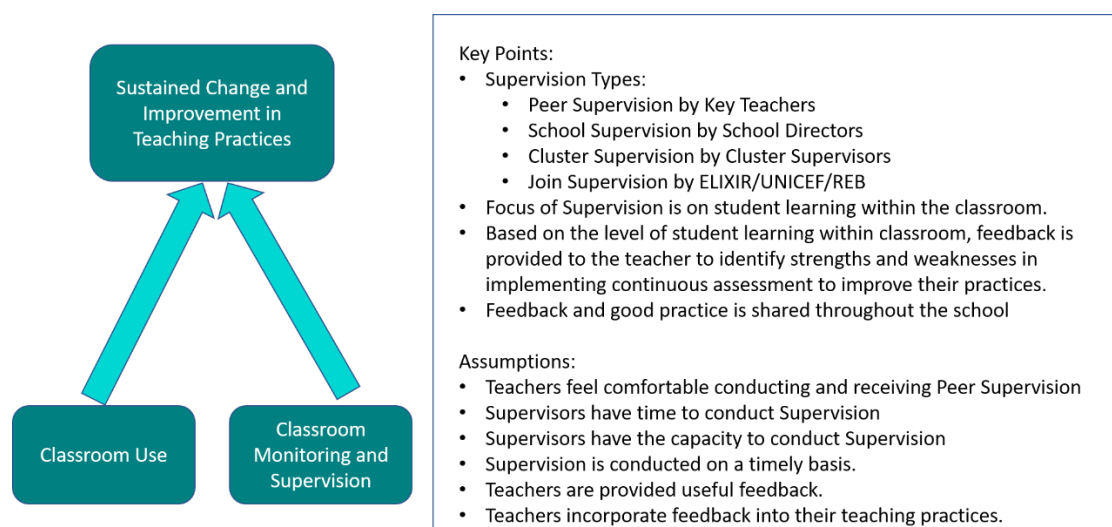 Sustained Change and
Improvement in
Teaching Practices
Classroom Use
Classroom
Monitoring and
Supervision
Key Points:
• Supervision Types:
• Peer Supervision by Key Teachers
• School Supervision by School Directors
• Cluster Supervision by Cluster Supervisors
• Join Supervision by ELIXIR/UNICEF/REB
• Focus of Supervision is on student learning within the classroom.
• Based on the level of student learning within classroom, feedback is
provided to the teacher to identify strengths and weaknesses in
implementing continuous assessment to improve their practices.
• Feedback and good practice is shared throughout the school
Assumptions:
• Teachers feel comfortable conducting and receiving Peer Supervision
• Supervisors have time to conduct Supervision
• Supervisors have the capacity to conduct Supervision
• Supervision is conducted on a timely basis.
• Teachers are provided useful feedback.
• Teachers incorporate feedback into their teaching practices.